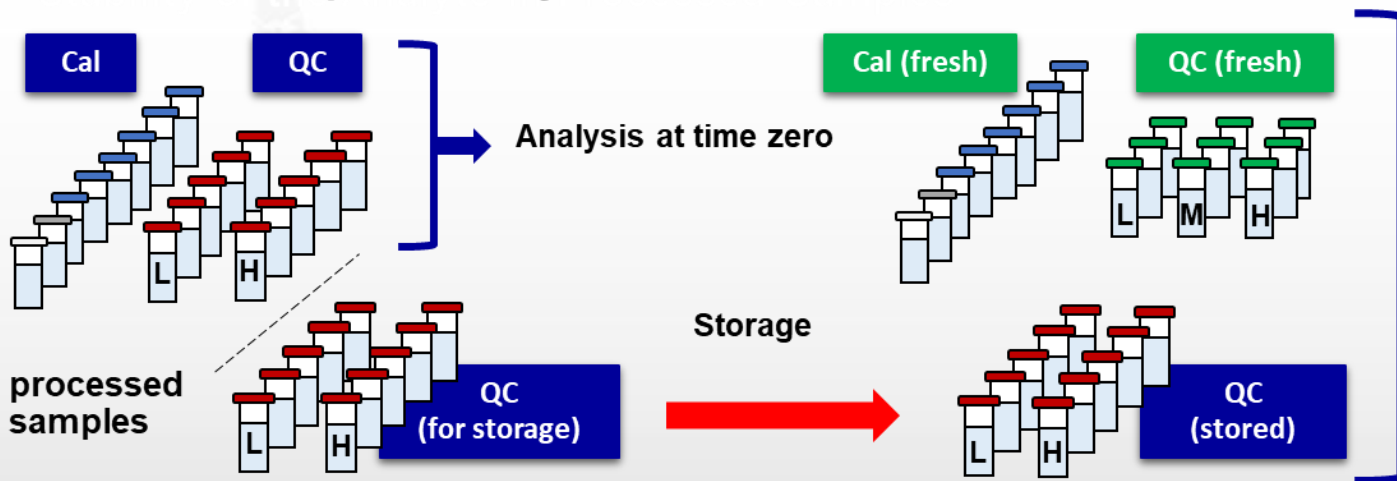 Cal
QC
Analysis at time zero
Cal (fresh)
QC (fresh)
L
H
L
M
H
processed
samples
L
H
QC
(for storage)
Storage
L
H
QC
(stored)